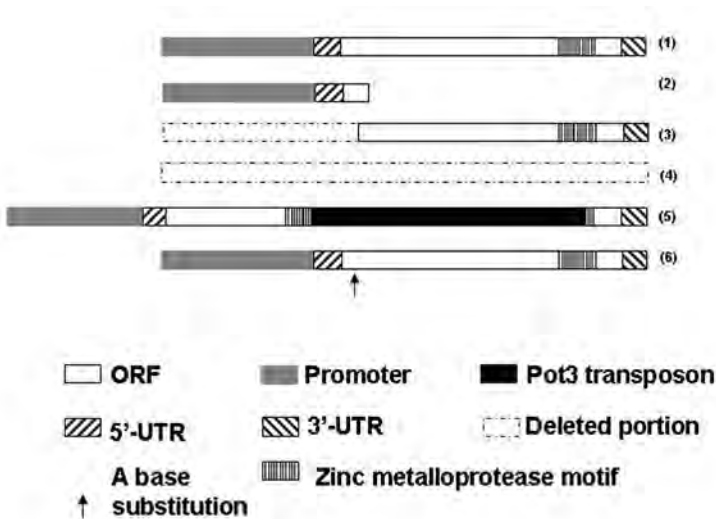 (1)
(2)
(3)
(4)
(5)
(6)
ORF
Promoter
Pot3 transposon
5'-UTR
3'-UTR
Deleted portion
A base
substitution
Zinc metalloprotease motif